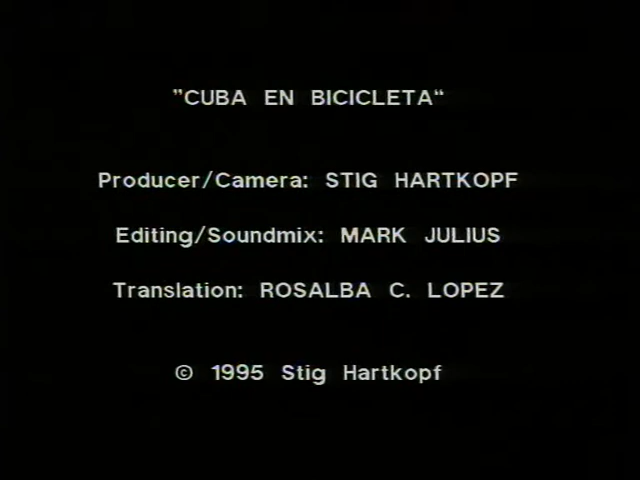 ”CUBA EN BICICLETA“
Producer/Camera: STIG HARTKOPF
Editing/Soundmix: MARK JULIUS
Translation: ROSALBA C. LOPEZ
© 1995 Stig Hartkopf